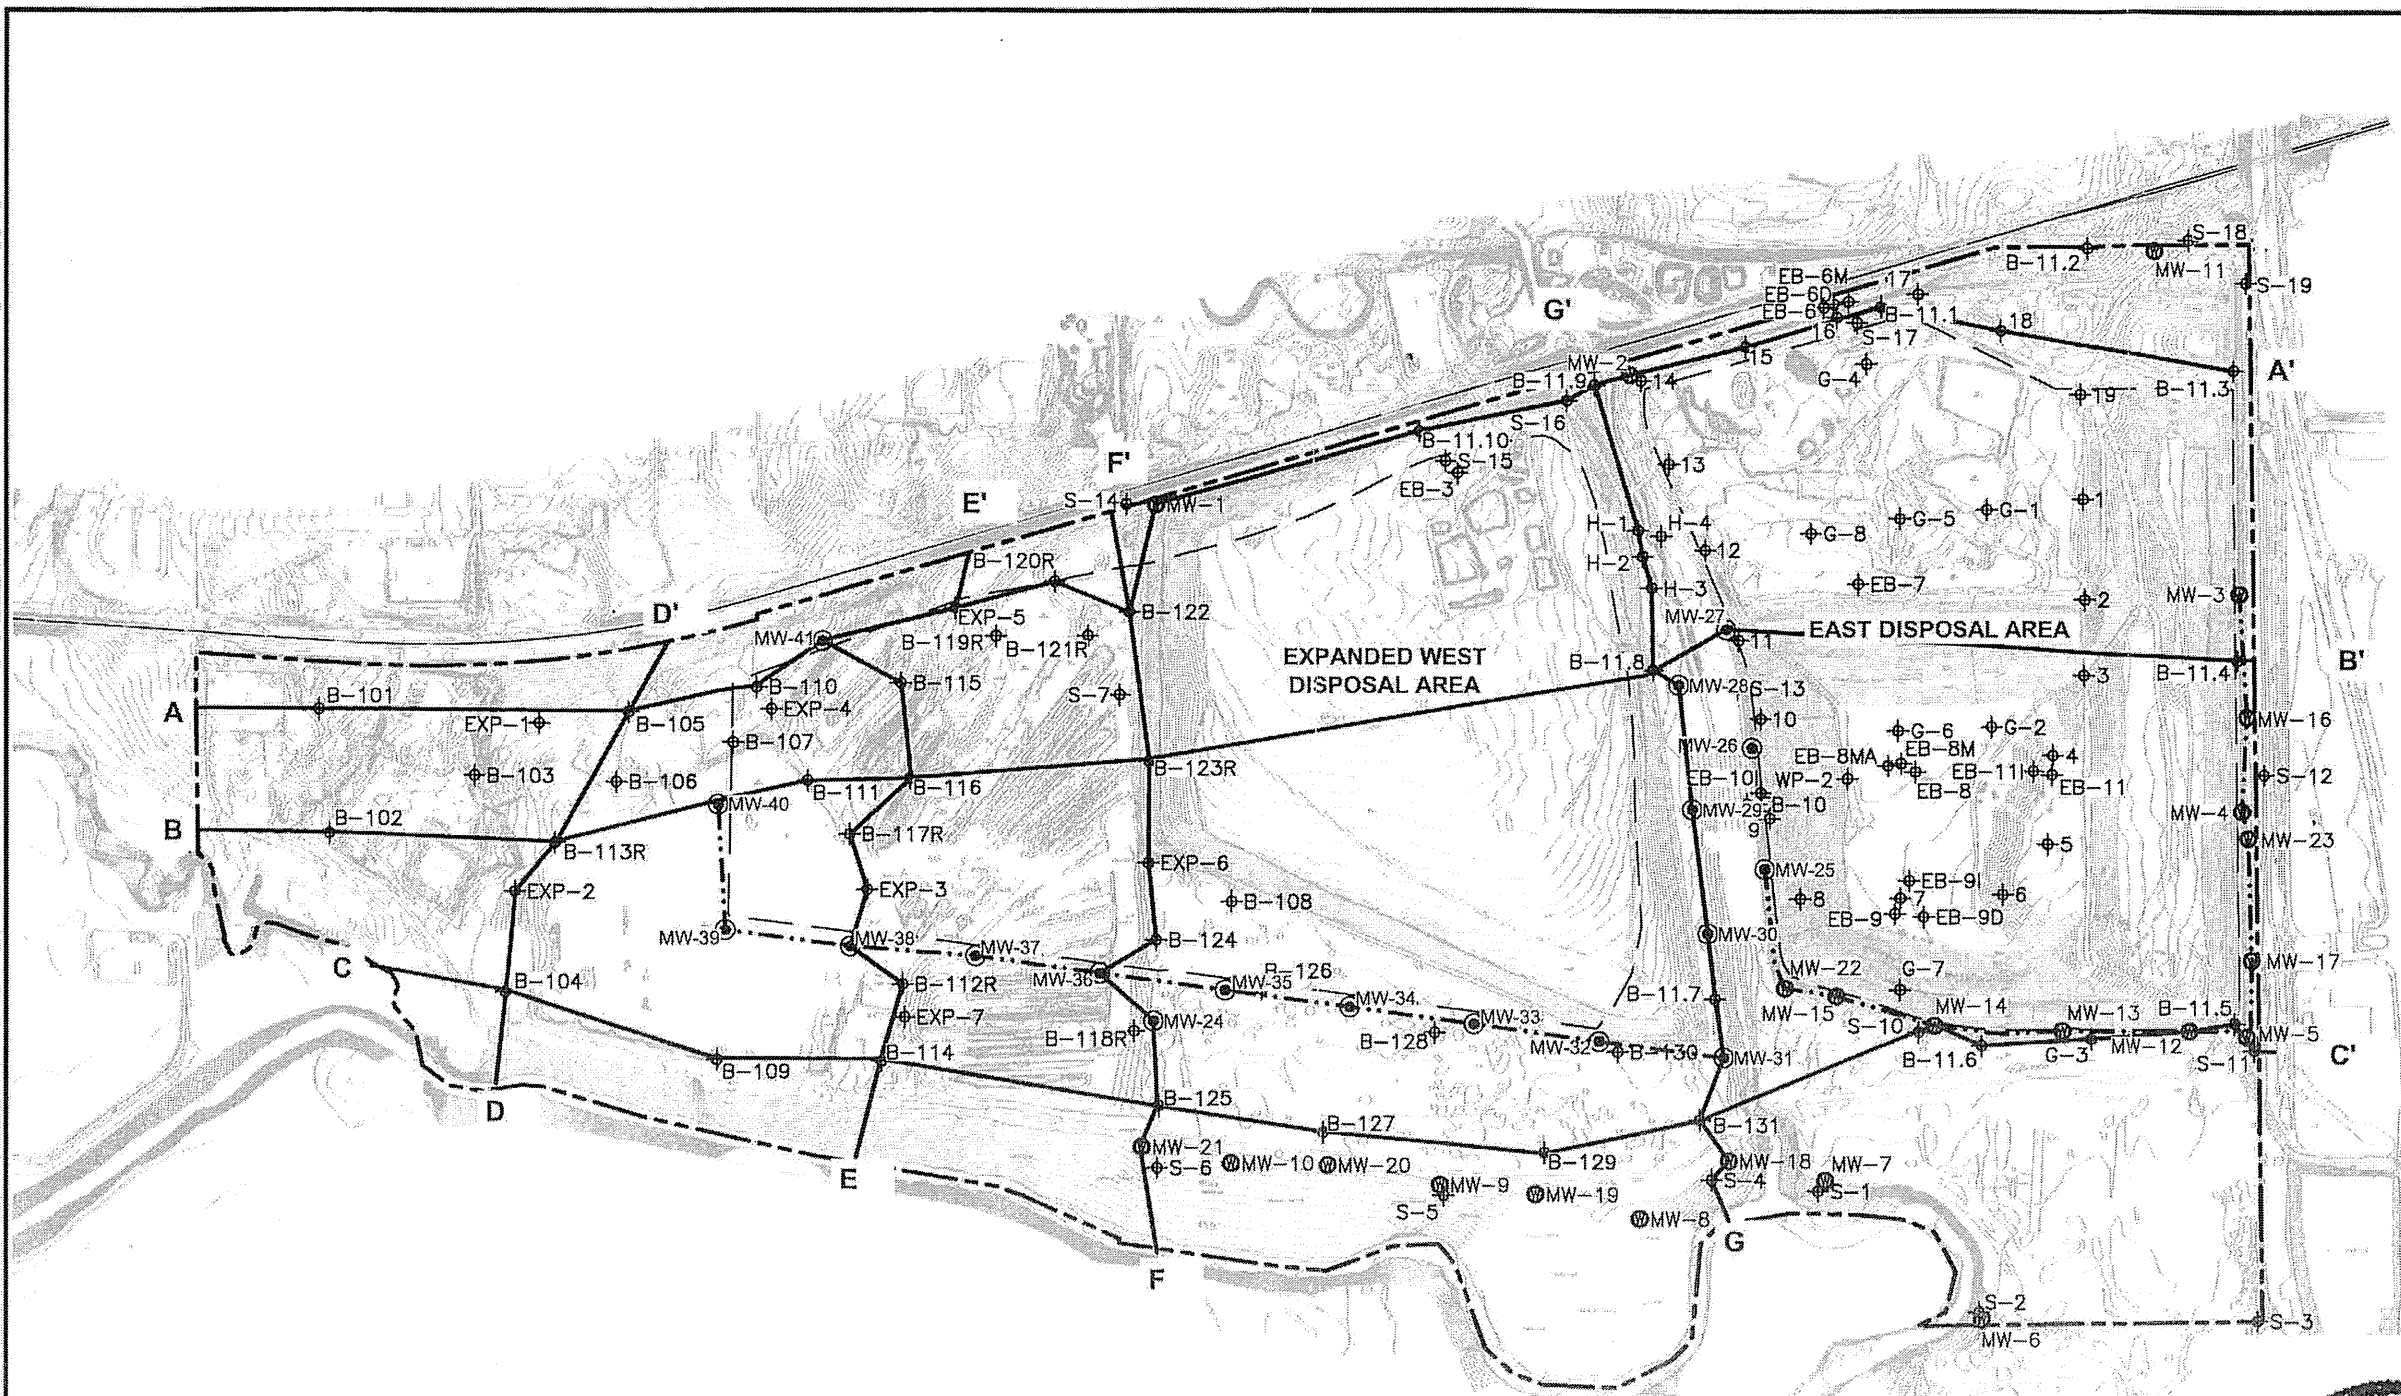 S-18
B-11.2
MW-11
EB-6M
17
S-19
EB-6D
G'
EB-6I
B-11.1
18
16
S-17
15
MW-2
A'
G-4
B-11.9
14
B-11.3
19
S-16
B-11.10
F'
S-15
13
EB-3
E'
S-14
MW-1
1
G-1
G-5
H-1
H-4
G-8
12
B-120R
H-2
EB-7
H-3
MW-3
2
D'
B-122
EXP-5
MW-27
MW-41
EAST DISPOSAL AREA
B-119R
B-121R
11
EXPANDED WEST
DISPOSAL AREA
B-11.8
B'
B-11.4
3
B-115
B-110
MW-28
S-13
S-7
B-101
A
EXP-4
EXP-1
B-105
10
MW-16
G-6
G-2
B-107
MW-26
EB-8M
4
EB-8MA
B-123R
B-103
B-106
B-111
B-116
EB-10
WP-2
EB-11I
S-12
EB-8
EB-11
MW-40
B-10
MW-29
MW-4
B-102
B
9
B-117R
MW-23
B-113R
5
EXP-6
MW-25
EXP-2
EXP-3
EB-9I
B-108
8
7
6
EB-9
EB-9D
MW-39
MW-38
B-124
MW-30
MW-37
C
MW-17
B-126
MW-22
G-7
B-104
MW-36
MW-35
B-112R
B-11.7
MW-34
MW-15
MW-14
MW-13
B-11.5
EXP-7
MW-24
MW-33
B-118R
S-10
MW-5
B-128
MW-32
B-130
B-114
MW-31
B-11.6
G-3
MW-12
S-11
C'
B-109
D
B-125
B-127
B-131
MW-21
B-129
S-6
MW-10
MW-20
MW-18
MW-7
E
MW-9
S-4
S-1
MW-19
S-5
MW-8
G
F
S-2
S-3
MW-6